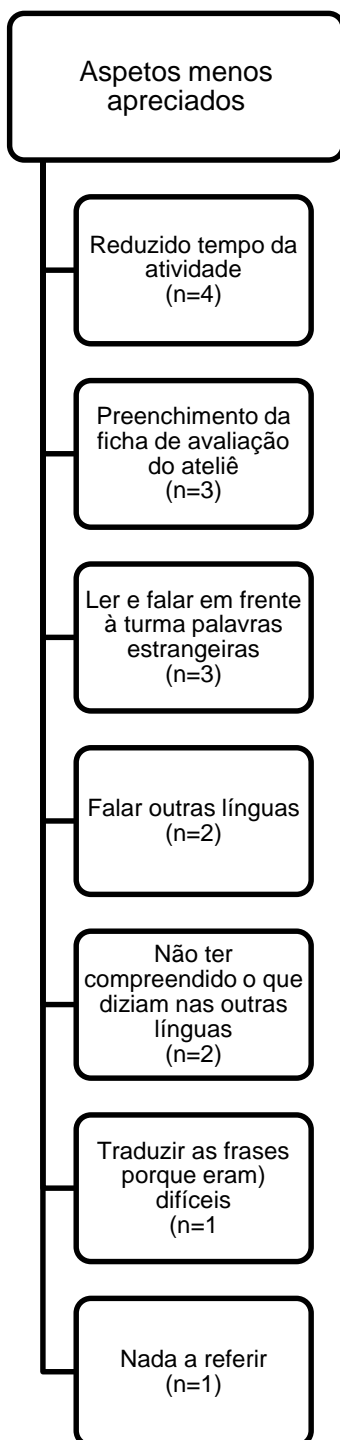 Aspetos menos
apreciados
Reduzido tempo da
atividade
(n=4)
Preenchimento da
ficha de avaliação
do ateliê
(n=3)
Ler e falar em frente
à turma palavras
estrangeiras
(n=3)
Falar outras línguas
(n=2)
Não ter
compreendido o que
diziam nas outras
línguas
(n=2)
Traduzir as frases
porque eram) difíceis
(n=1
Nada a referir
(n=1)